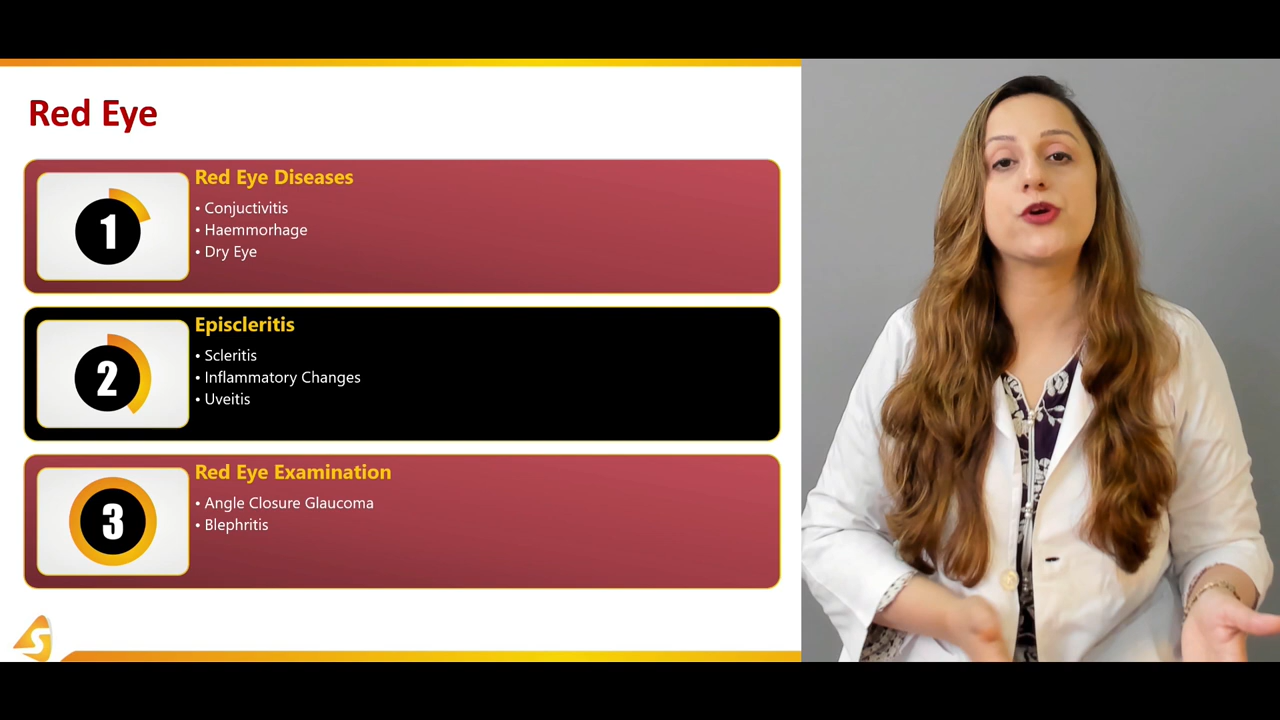 Red Eye
1
Red Eye Diseases
• Conjuctivitis
• Haemmorhage
• Dry Eye
2
Episcleritis
• Scleritis
• Inflammatory Changes
• Uveitis
3
Red Eye Examination
• Angle Closure Glaucoma
• Blephritis
S